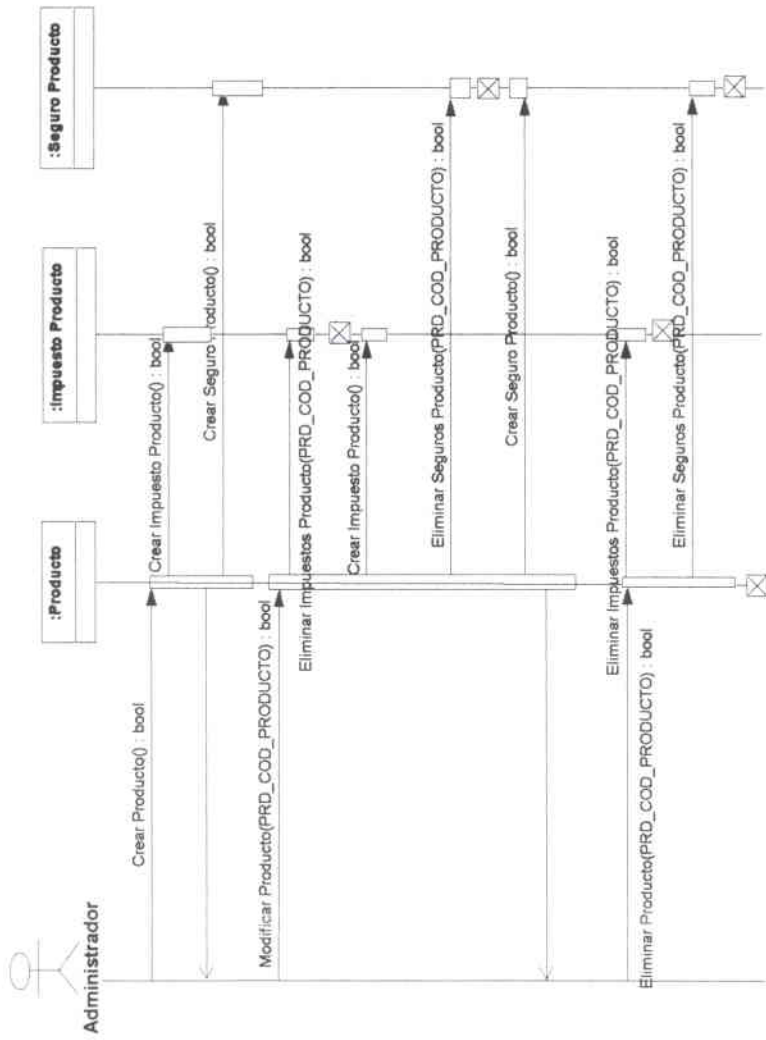 Administrador
:Producto
:Impuesto Producto
:Seguro Producto
Crear Producto() : bool
Crear Impuesto Producto() : bool
Crear Seguro Producto() : bool
Modificar Producto(PRD_COD_PRODUCTO) : bool
Eliminar Impuestos Producto(PRD_COD_PRODUCTO) : bool
Crear Impuesto Producto() : bool
Eliminar Seguros Producto(PRD_COD_PRODUCTO) : bool
Crear Seguro Producto() : bool
Eliminar Producto(PRD_COD_PRODUCTO) : bool
Eliminar Impuestos Producto(PRD_COD_PRODUCTO) : bool
Eliminar Seguros Producto(PRD_COD_PRODUCTO) : bool